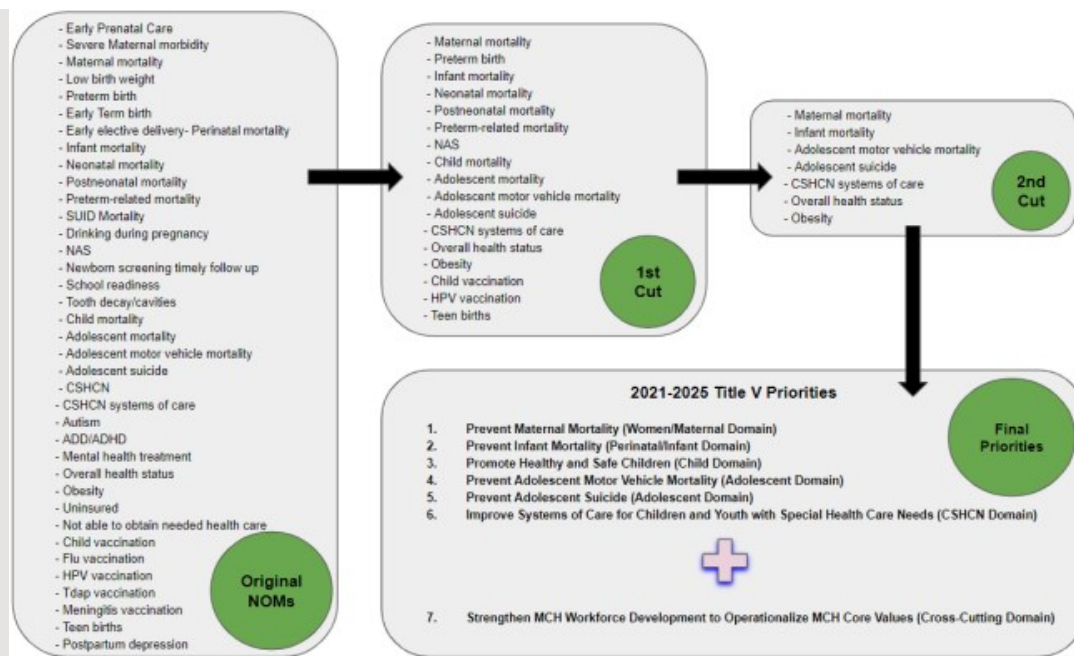 - Early Prenatal Care
- Severe Maternal morbidity
- Maternal mortality
- Low birth weight
- Preterm birth
- Early Term birth
- Early elective delivery- Perinatal mortality
- Infant mortality
- Neonatal mortality
- Postneonatal mortality
- Preterm-related mortality
- SUID Mortality
- Drinking during pregnancy
- NAS
- Newborn screening timely follow up
- School readiness
- Tooth decay/cavities
- Child mortality
- Adolescent mortality
- Adolescent motor vehicle mortality
- Adolescent suicide
- CSHCN
- CSHCN systems of care
- Autism
- ADD/ADHD
- Mental health treatment
- Overall health status
- Obesity
- Uninsured
- Not able to obtain needed health care
- Child vaccination
- Flu vaccination
- HPV vaccination
- Tdap vaccination
- Meningitis vaccination
- Teen births
- Postpartum depression
Original
NOMs
- Maternal mortality
- Preterm birth
- Infant mortality
- Neonatal mortality
- Postneonatal mortality
- Preterm-related mortality
- NAS
- Child mortality
- Adolescent mortality
- Adolescent motor vehicle mortality
- Adolescent suicide
- CSHCN systems of care
- Overall health status
- Obesity
- Child vaccination
- HPV vaccination
- Teen births
1st
Cut
- Maternal mortality
- Infant mortality
- Adolescent motor vehicle mortality
- Adolescent suicide
- CSHCN systems of care
- Overall health status
- Obesity
2nd
Cut
2021-2025 Title V Priorities
1. Prevent Maternal Mortality (Women/Maternal Domain)
2. Prevent Infant Mortality (Perinatal/Infant Domain)
3. Promote Healthy and Safe Children (Child Domain)
4. Prevent Adolescent Motor Vehicle Mortality (Adolescent Domain)
5. Prevent Adolescent Suicide (Adolescent Domain)
6. Improve Systems of Care for Children and Youth with Special Health Care Needs (CSHCN Domain)
7. Strengthen MCH Workforce Development to Operationalize MCH Core Values (Cross-Cutting Domain)
Final
Priorities